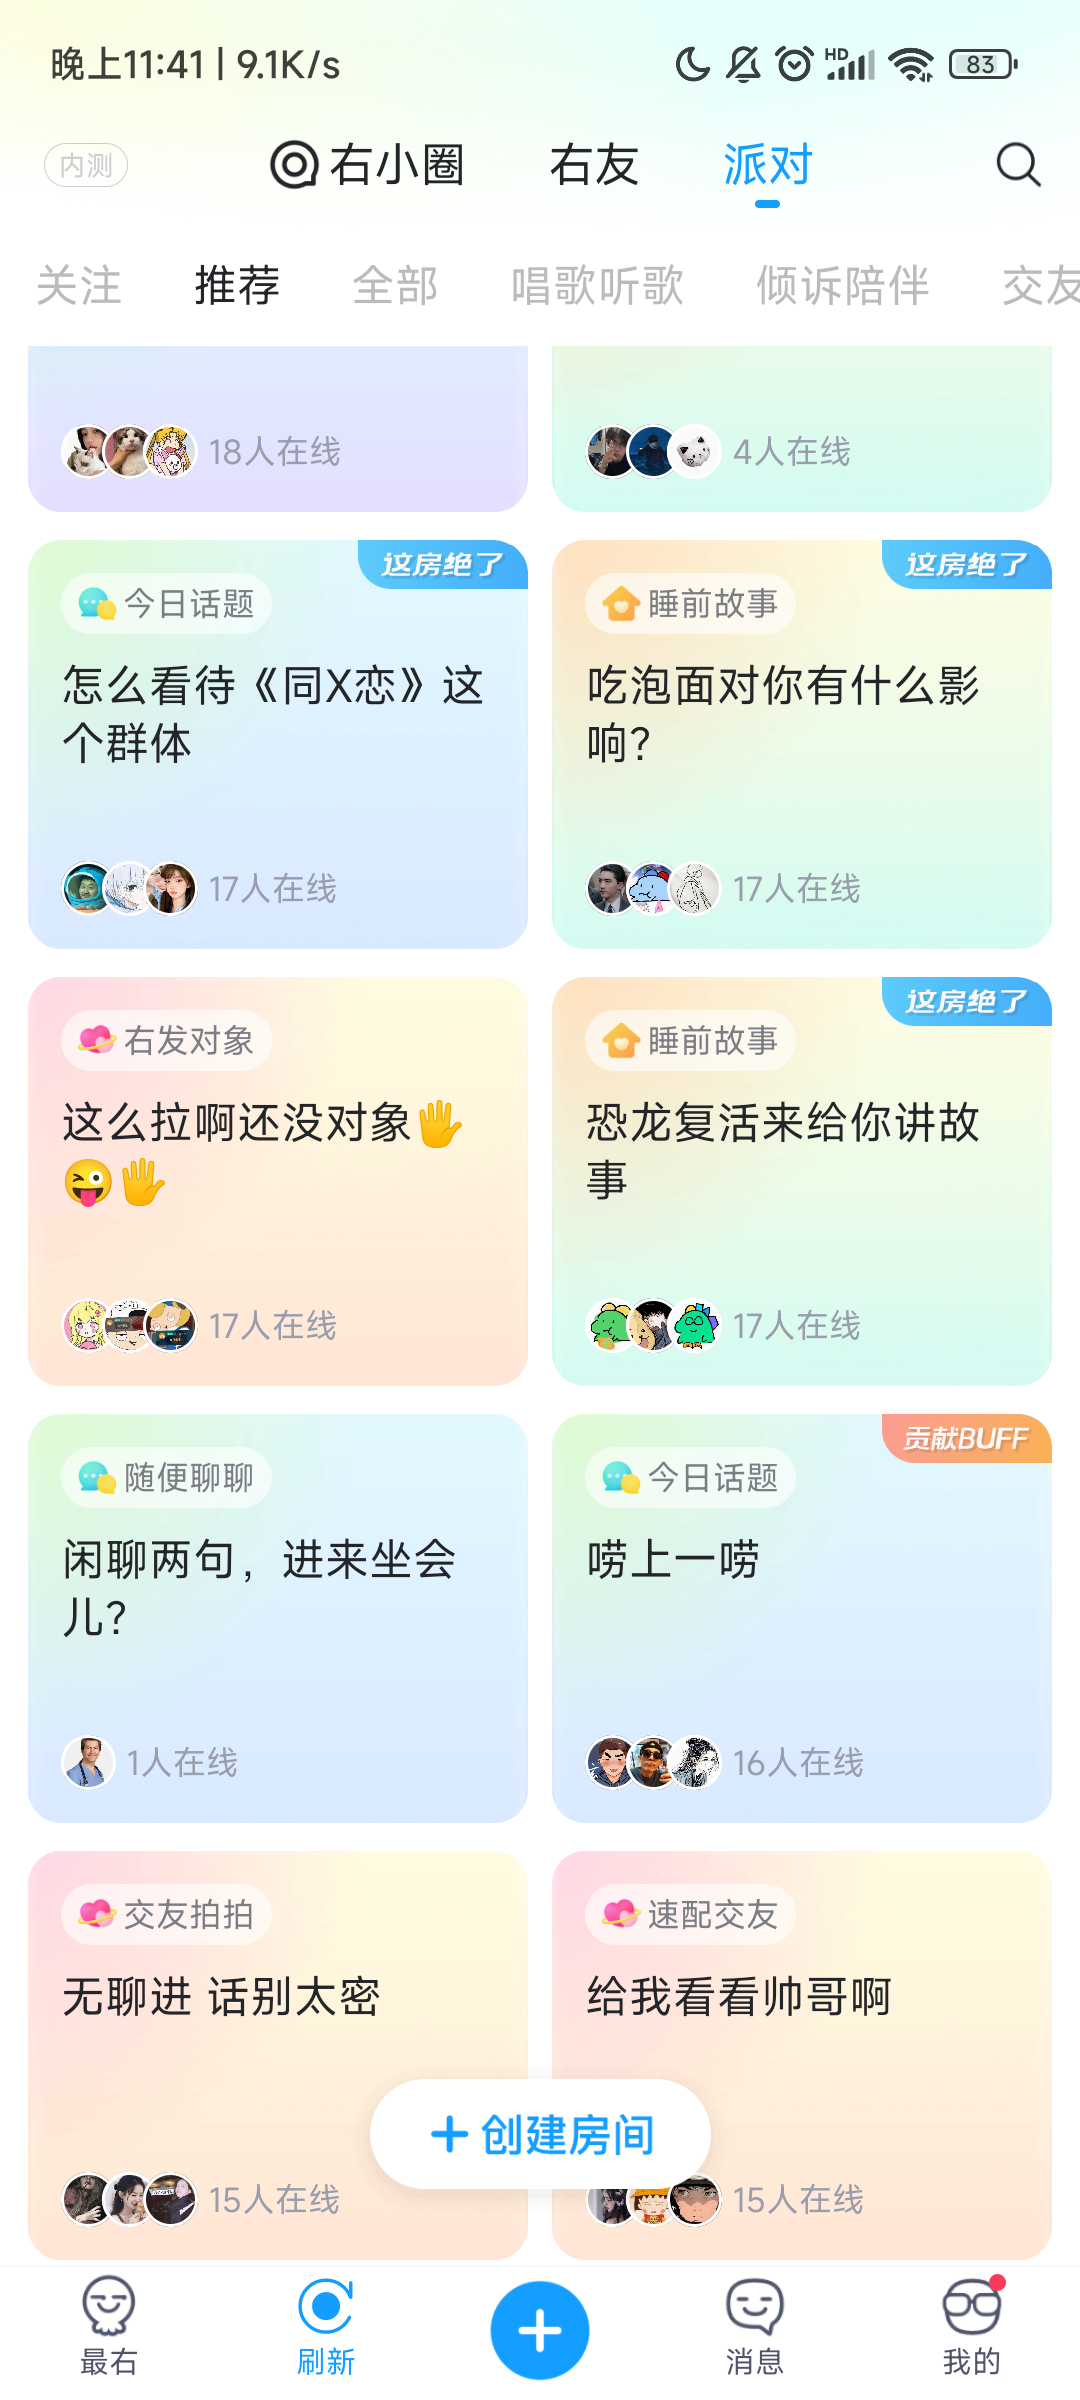 晚上11:41 | 9.1K/s
HD
83
内测
右小圈
右友
派对
关注
推荐
全部
唱歌听歌
倾诉陪伴
交友
18人在线
4人在线
这房绝了
今日话题
怎么看待《同X恋》这
个群体
17人在线
这房绝了
睡前故事
吃泡面对你有什么影
响?
17人在线
右发对象
这么拉啊还没对象🖐
😜🖐
17人在线
这房绝了
睡前故事
恐龙复活来给你讲故
事
17人在线
随便聊聊
闲聊两句，进来坐会
儿?
1人在线
贡献BUFF
今日话题
唠上一唠
16人在线
交友拍拍
无聊进 话别太密
15人在线
速配交友
给我看看帅哥啊
15人在线
+ 创建房间
最右
刷新
消息
我的